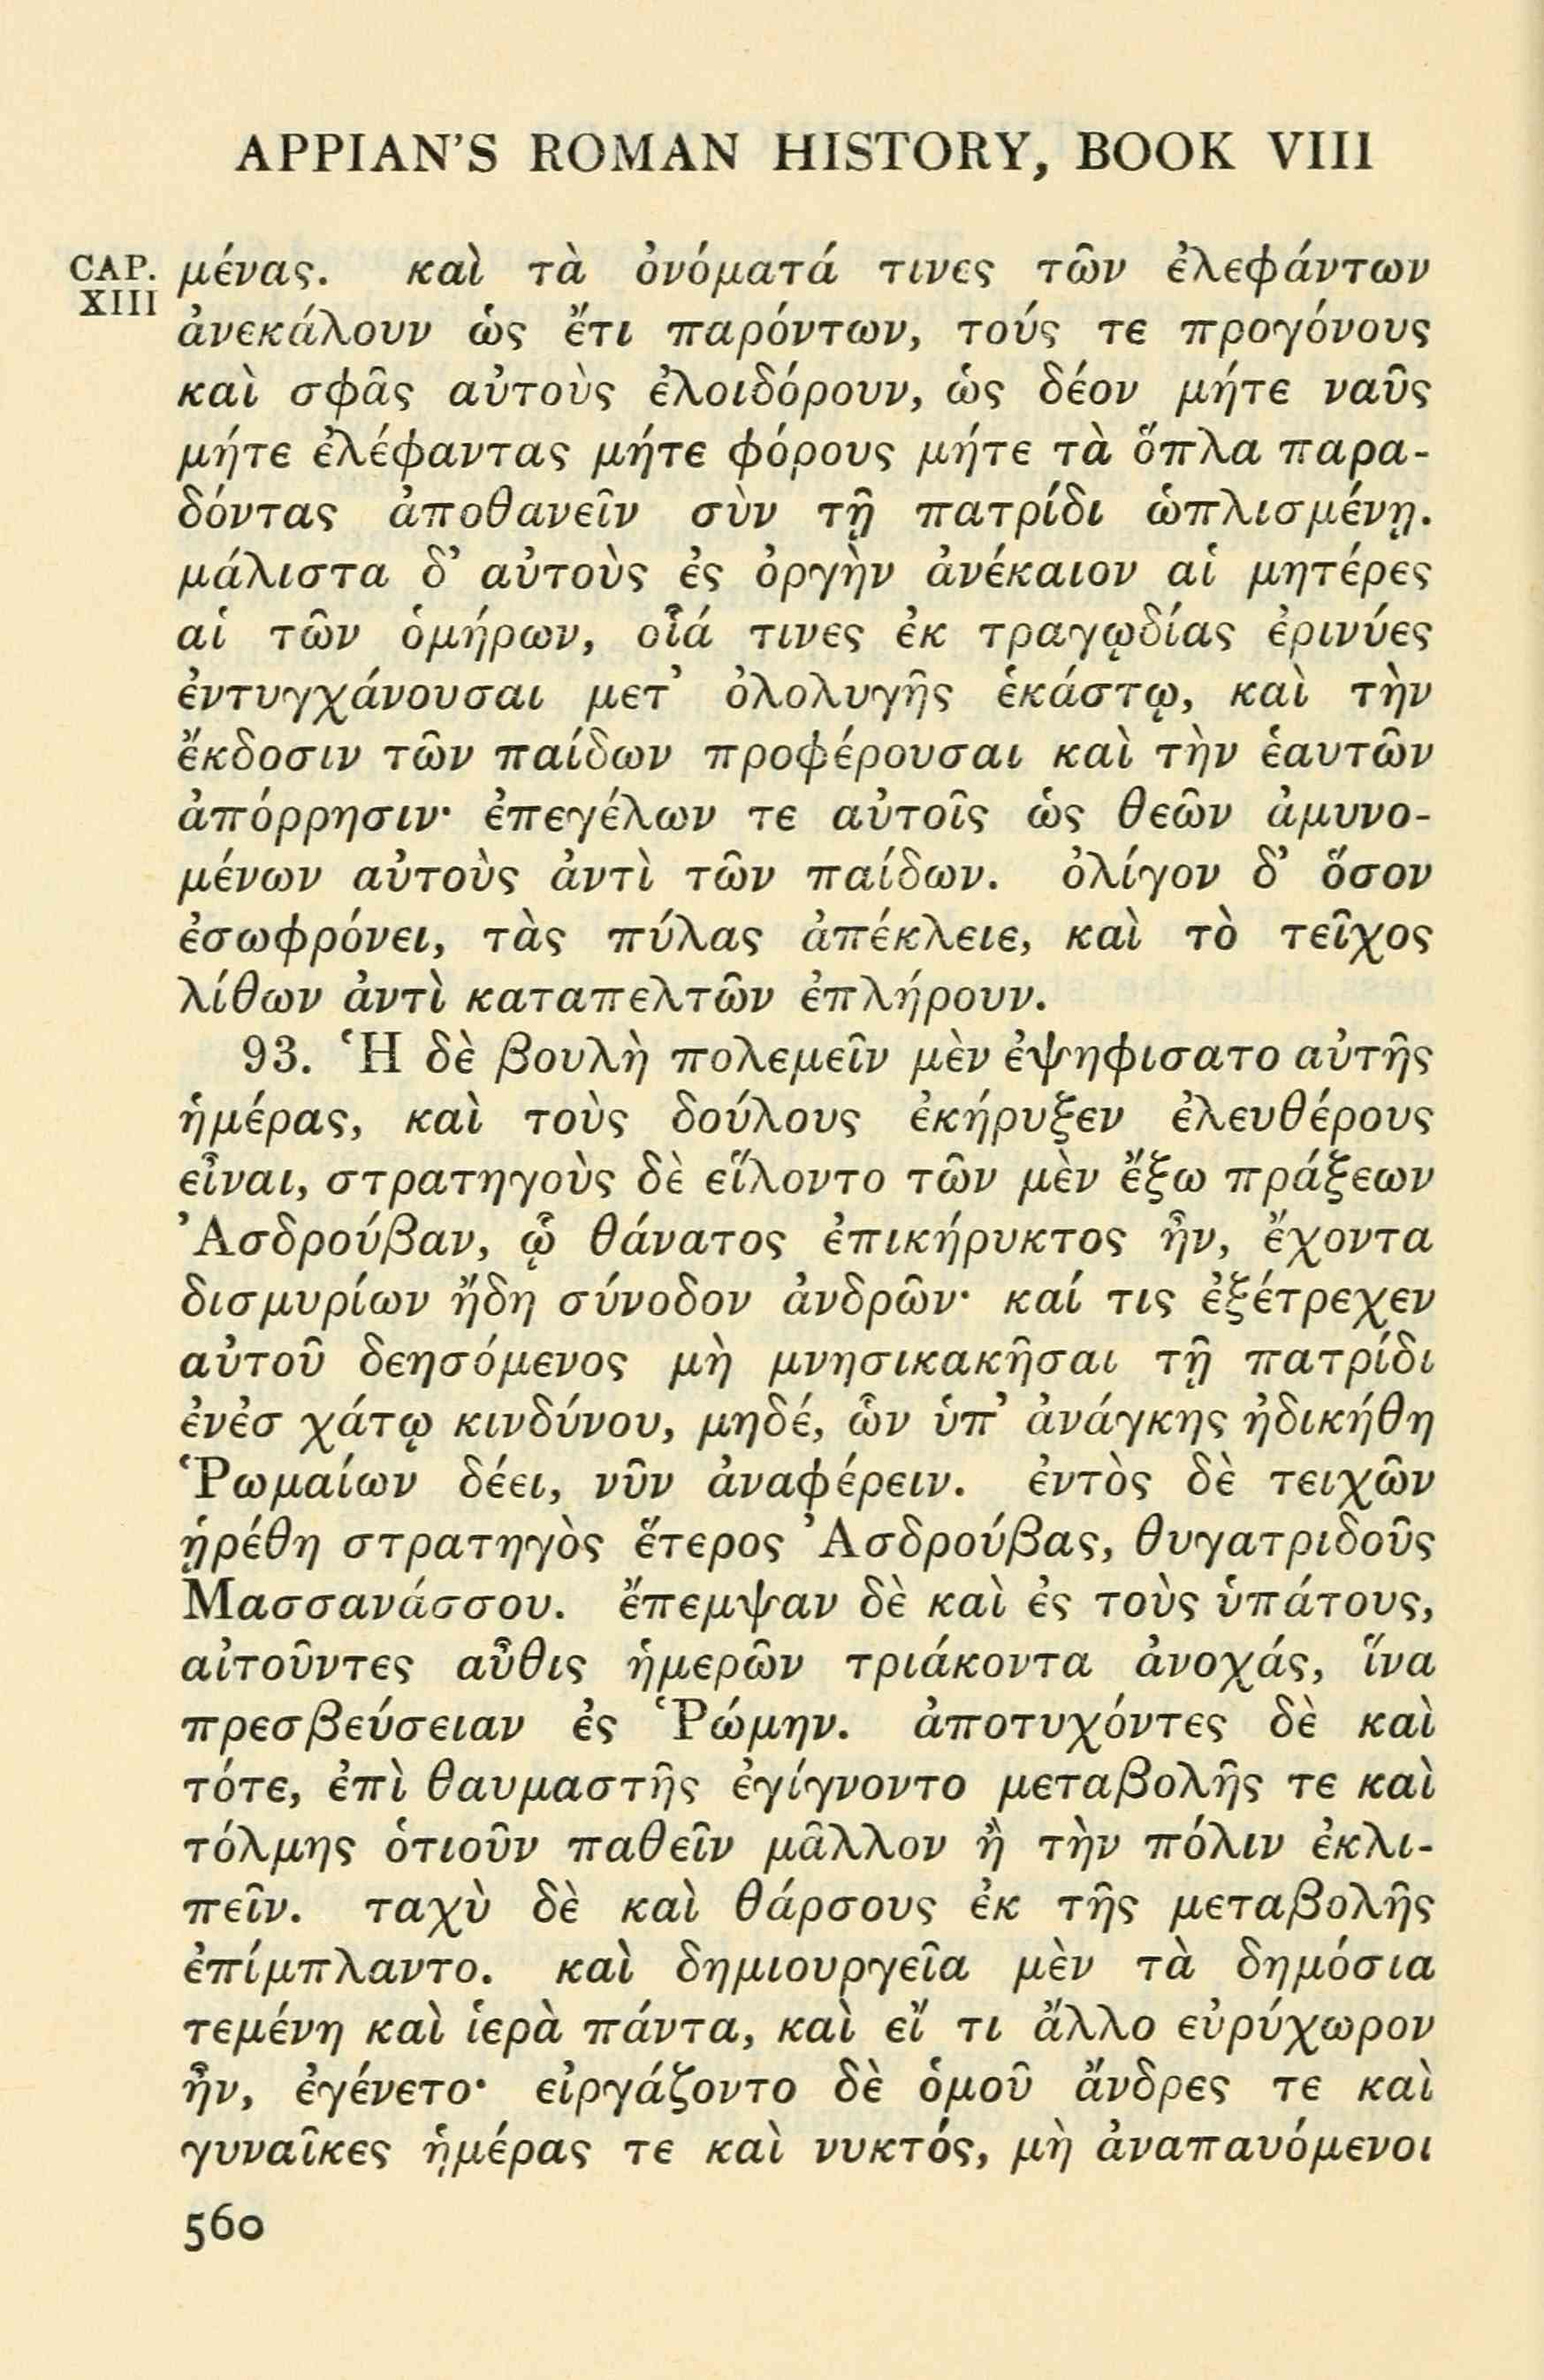 APPIAN'S ROMAN HISTORY, BOOK VIII
CAP. XIII
μένας. καὶ τὰ ὀνόματά τινες τῶν ἐλεφάντων
ἀνεκάλουν ὡς ἔτι παρόντων, τούς τε προγόνους
καὶ σφᾶς αὐτοὺς ἐλοιδόρουν, ὡς δέον μήτε ναῦς
μήτε ἐλέφαντας μήτε φόρους μήτε τὰ ὅπλα παρα-
δόντας ἀποθανεῖν σὺν τῇ πατρίδι ὡπλισμένῃ.
μάλιστα δ' αὐτοὺς ἐς ὀργὴν ἀνέκαιον αἱ μητέρες
αἱ τῶν ὁμήρων, οἷά τινες ἐκ τραγῳδίας ἐρινύες
ἐντυγχάνουσαι μετ' ὀλολυγῆς ἑκάστῳ, καὶ τὴν
ἔκδοσιν τῶν παίδων προφέρουσαι καὶ τὴν ἑαυτῶν
ἀπόρρησιν· ἐπεγέλων τε αὐτοῖς ὡς θεῶν ἀμυνο-
μένων αὐτοὺς ἀντὶ τῶν παίδων. ὀλίγον δ' ὅσον
ἐσωφρόνει, τὰς πύλας ἀπέκλειε, καὶ τὸ τεῖχος
λίθων ἀντὶ καταπελτῶν ἐπλήρουν.
93. Ἡ δὲ βουλὴ πολεμεῖν μὲν ἐψηφισατο αὐτῆς
ἡμέρας, καὶ τοὺς δούλους ἐκήρυξεν ἐλευθέρους
εἶναι, στρατηγοὺς δὲ εἵλοντο τῶν μὲν ἔξω πράξεων
Ἀσδρούβαν, ᾧ θάνατος ἐπικήρυκτος ἦν, ἔχοντα
δισμυρίων ἤδη σύνοδον ἀνδρῶν· καί τις ἐξέτρεχεν
αὐτοῦ δεησόμενος μὴ μνησικακῆσαι τῇ πατρίδι
ἐνἐσ χάτῳ κινδύνου, μηδέ, ὧν ὑπ' ἀνάγκης ἠδικήθη
Ῥωμαίων δέει, νῦν ἀναφέρειν. ἐντὸς δὲ τειχῶν
ᾑρέθη στρατηγὸς ἕτερος Ἀσδρούβας, θυγατριδοῦς
Μασσανάσσου. ἔπεμψαν δὲ καὶ ἐς τοὺς ὑπάτους,
αἰτοῦντες αὖθις ἡμερῶν τριάκοντα ἀνοχάς, ἵνα
πρεσβεύσειαν ἐς Ῥώμην. ἀποτυχόντες δὲ καὶ
τότε, ἐπὶ θαυμαστῆς ἐγίγνοντο μεταβολῆς τε καὶ
τόλμης ὁτιοῦν παθεῖν μᾶλλον ἢ τὴν πόλιν ἐκλι-
πεῖν. ταχὺ δὲ καὶ θάρσους ἐκ τῆς μεταβολῆς
ἐπίμπλαντο. καὶ δημιουργεῖα μὲν τὰ δημόσια
τεμένη καὶ ἱερὰ πάντα, καὶ εἴ τι ἄλλο εὐρύχωρον
ἦν, ἐγένετο· εἰργάζοντο δὲ ὁμοῦ ἄνδρες τε καὶ
γυναῖκες ἡμέρας τε καὶ νυκτός, μὴ ἀναπαυόμενοι
560